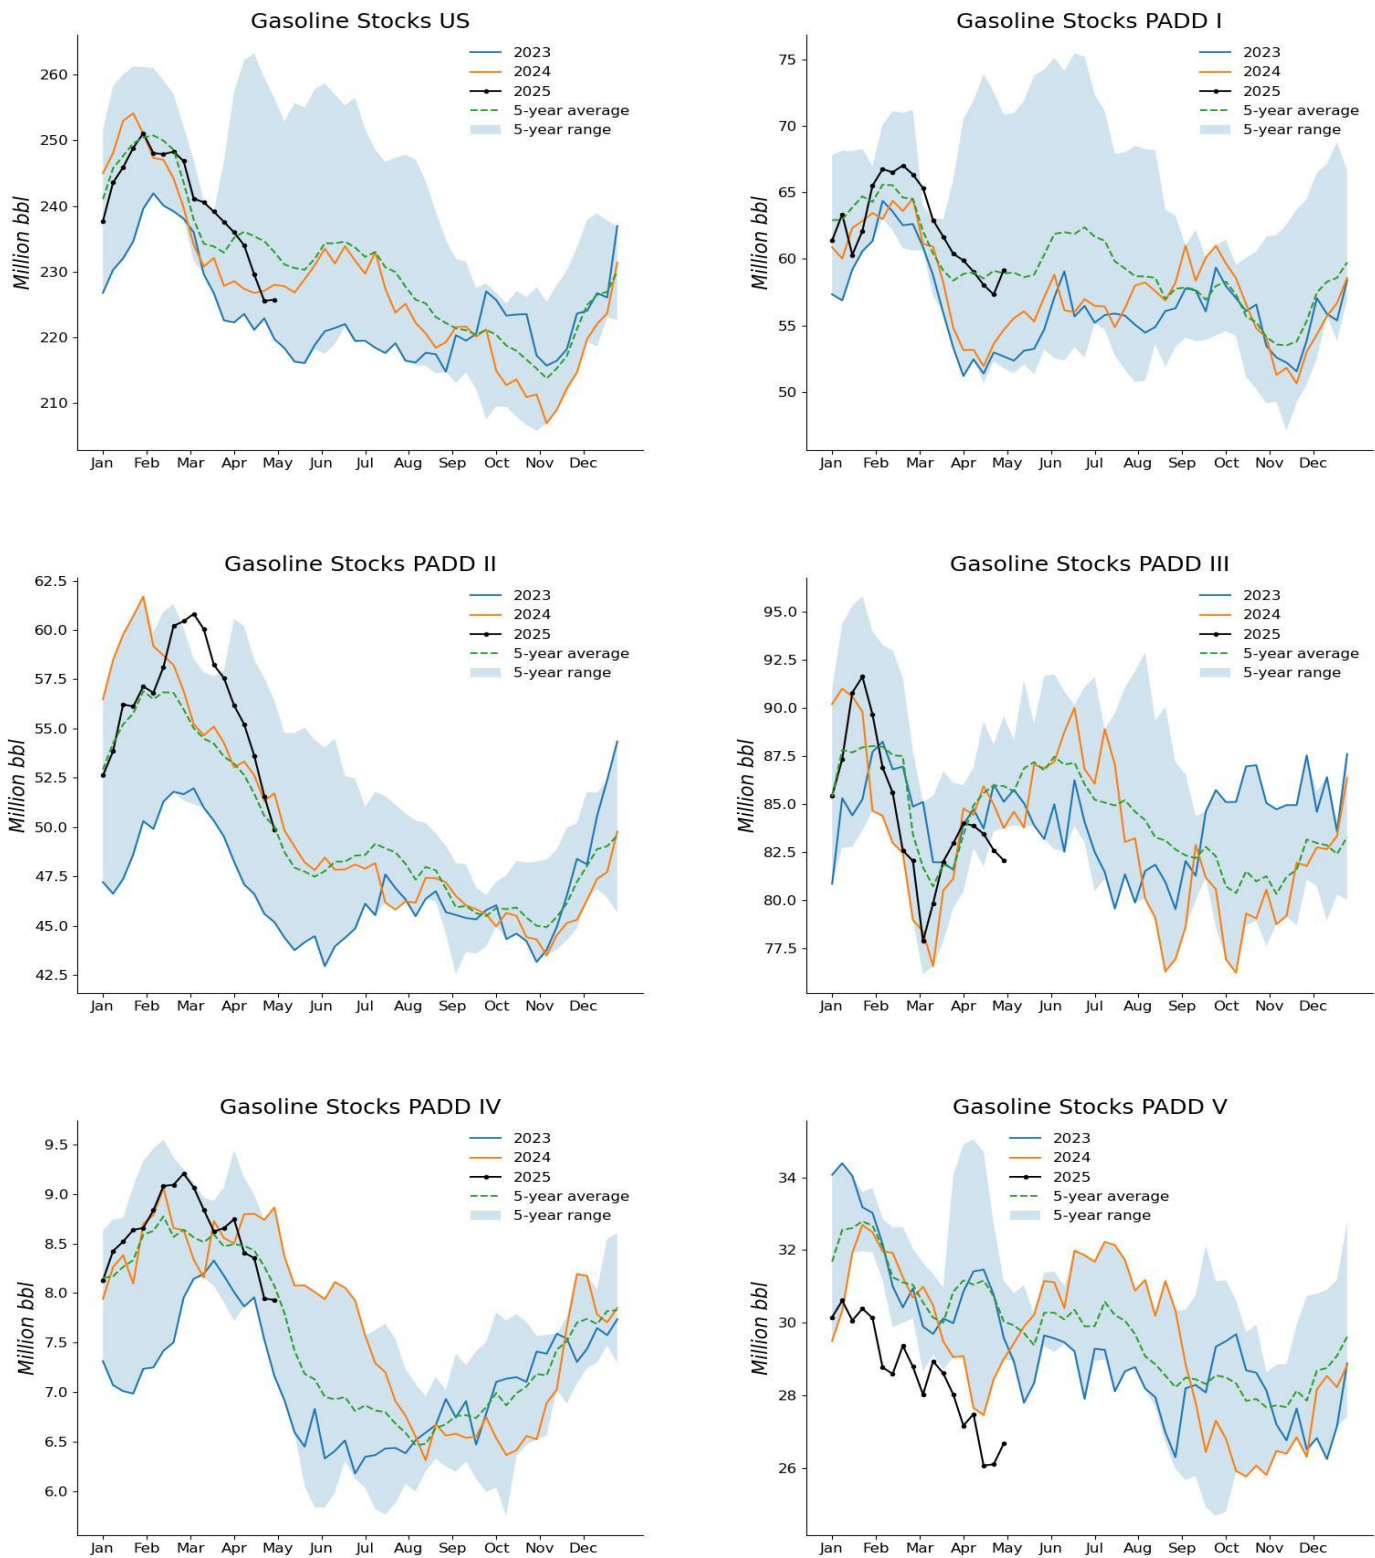 Gasoline Stocks US
Million bbl
260
250
240
230
220
210
2023
2024
2025
5-year average
5-year range
Jan Feb Mar Apr May Jun Jul Aug Sep Oct Nov Dec
Gasoline Stocks PADD I
Million bbl
75
70
65
60
55
50
2023
2024
2025
5-year average
5-year range
Jan Feb Mar Apr May Jun Jul Aug Sep Oct Nov Dec
Gasoline Stocks PADD II
Million bbl
62.5
60.0
57.5
55.0
52.5
50.0
47.5
45.0
42.5
2023
2024
2025
5-year average
5-year range
Jan Feb Mar Apr May Jun Jul Aug Sep Oct Nov Dec
Gasoline Stocks PADD III
Million bbl
95.0
92.5
90.0
87.5
85.0
82.5
80.0
77.5
2023
2024
2025
5-year average
5-year range
Jan Feb Mar Apr May Jun Jul Aug Sep Oct Nov Dec
Gasoline Stocks PADD IV
Million bbl
9.5
9.0
8.5
8.0
7.5
7.0
6.5
6.0
2023
2024
2025
5-year average
5-year range
Jan Feb Mar Apr May Jun Jul Aug Sep Oct Nov Dec
Gasoline Stocks PADD V
Million bbl
34
32
30
28
26
2023
2024
2025
5-year average
5-year range
Jan Feb Mar Apr May Jun Jul Aug Sep Oct Nov Dec